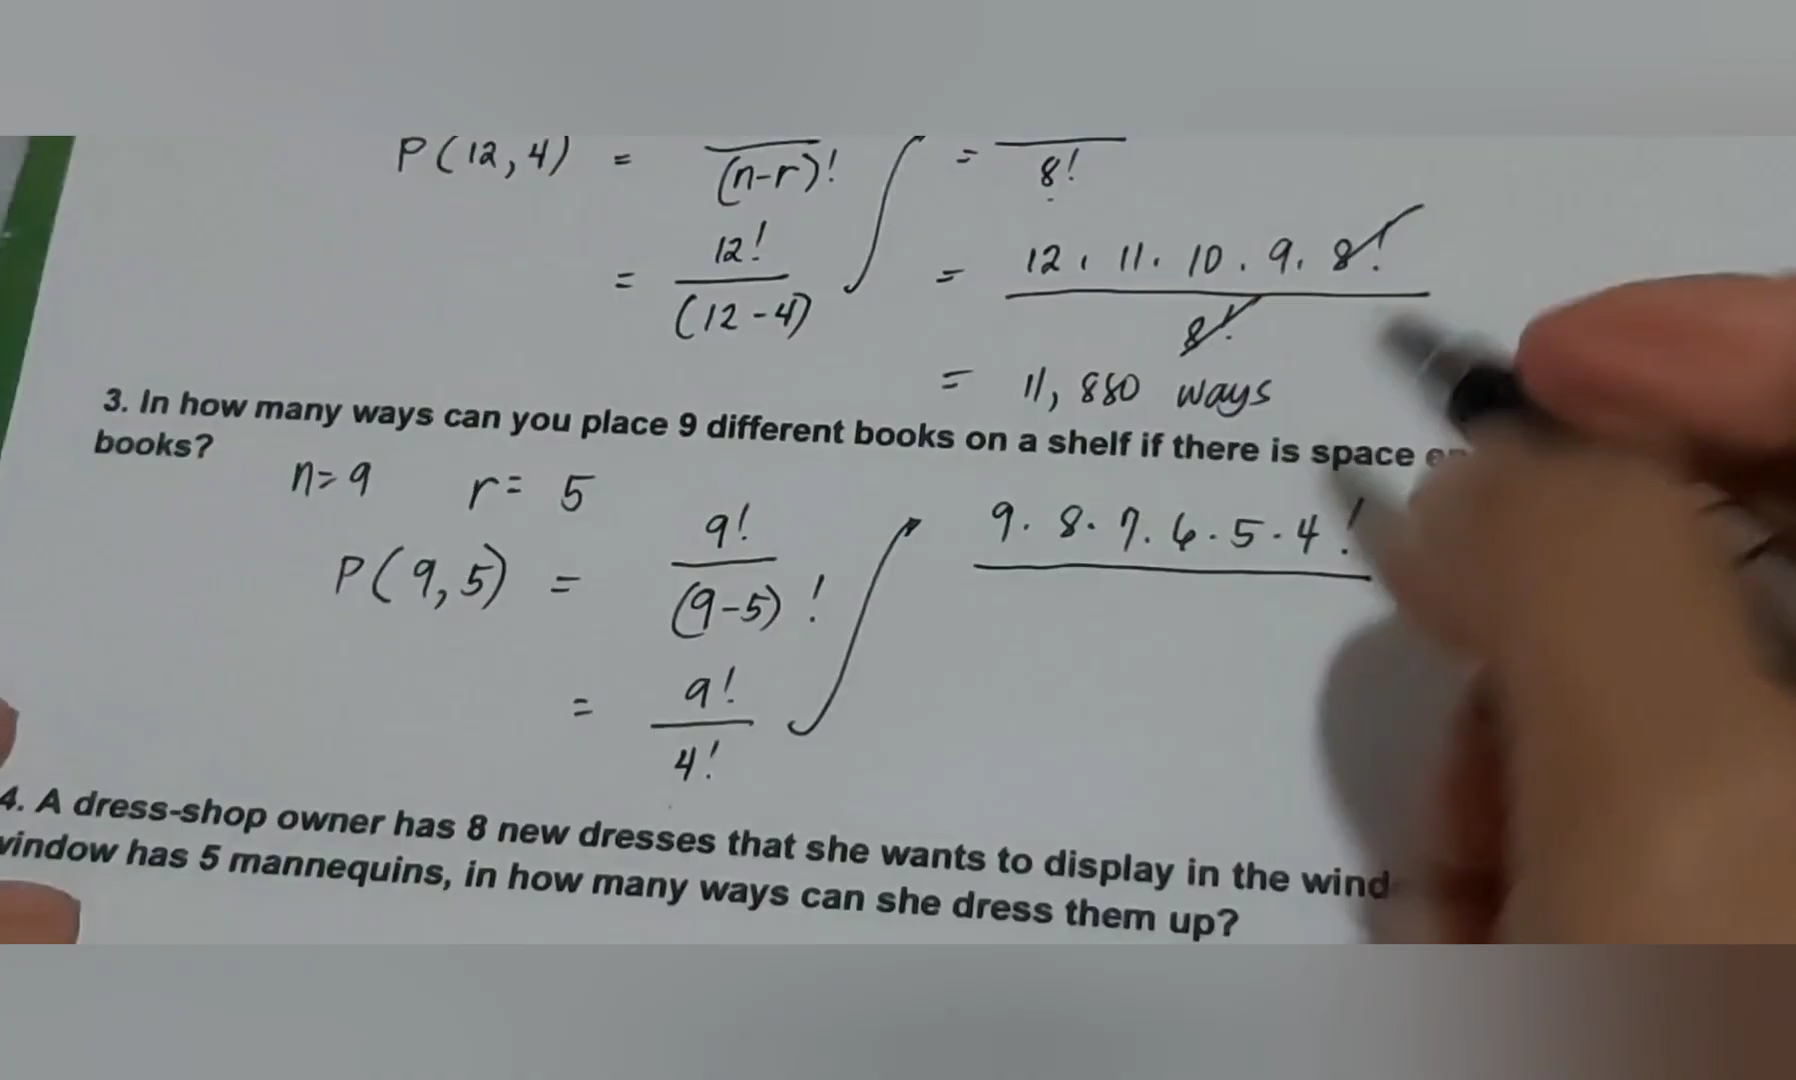 P(12,4) = (n-r)! = 8!
= 12! / (12-4) = 12 . 11 . 10 . 9 . 8! / 8!
= 11,880 ways
3. In how many ways can you place 9 different books on a shelf if there is space
books?
n=9 r= 5
P(9,5) = 9! / (9-5)! 9 . 8 . 7 . 6 . 5 . 4!
= 9! / 4!
4. A dress-shop owner has 8 new dresses that she wants to display in the
window has 5 mannequins, in how many ways can she dress them up?